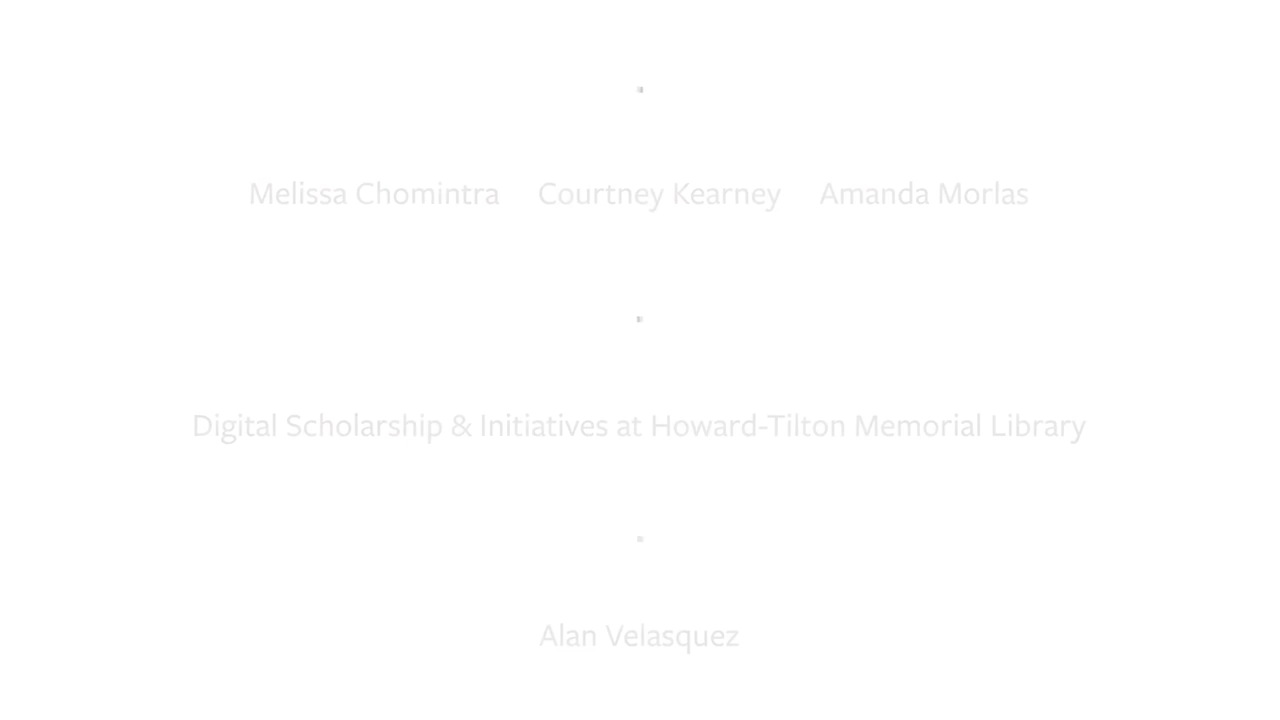 Melissa Chomintra Courtney Kearney Amanda Morlas
Digital Scholarship & Initiatives at Howard-Tilton Memorial Library
Alan Velasquez